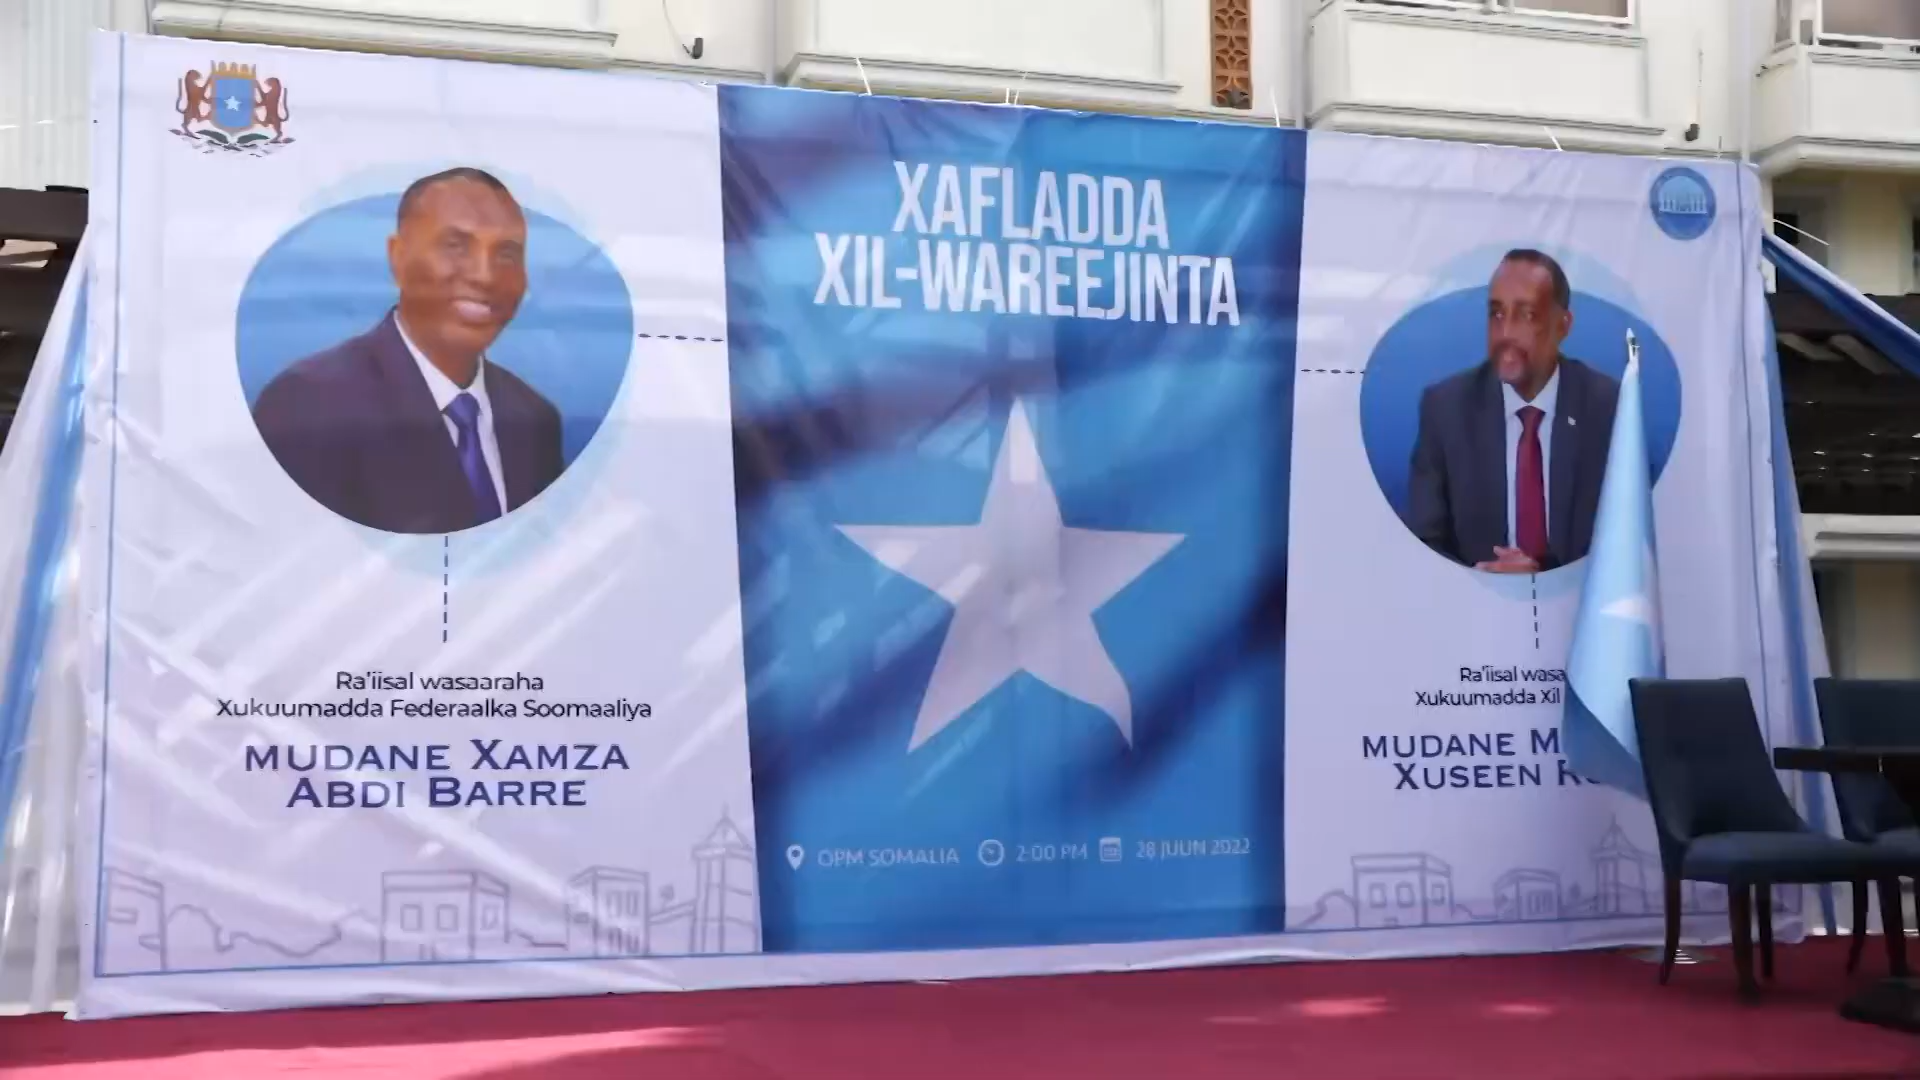 XAFLADDA
XIL-WAREEJINTA
Ra'iisal wasaaraha
Xukuumadda Federaalka Soomaaliya
MUDANE XAMZA
ABDI BARRE
Ra'iisal
Xukuumadda Xil
MUDANE
XUSEEN
OPM SOMALIA 2:00 PM 28 JUUN 2022